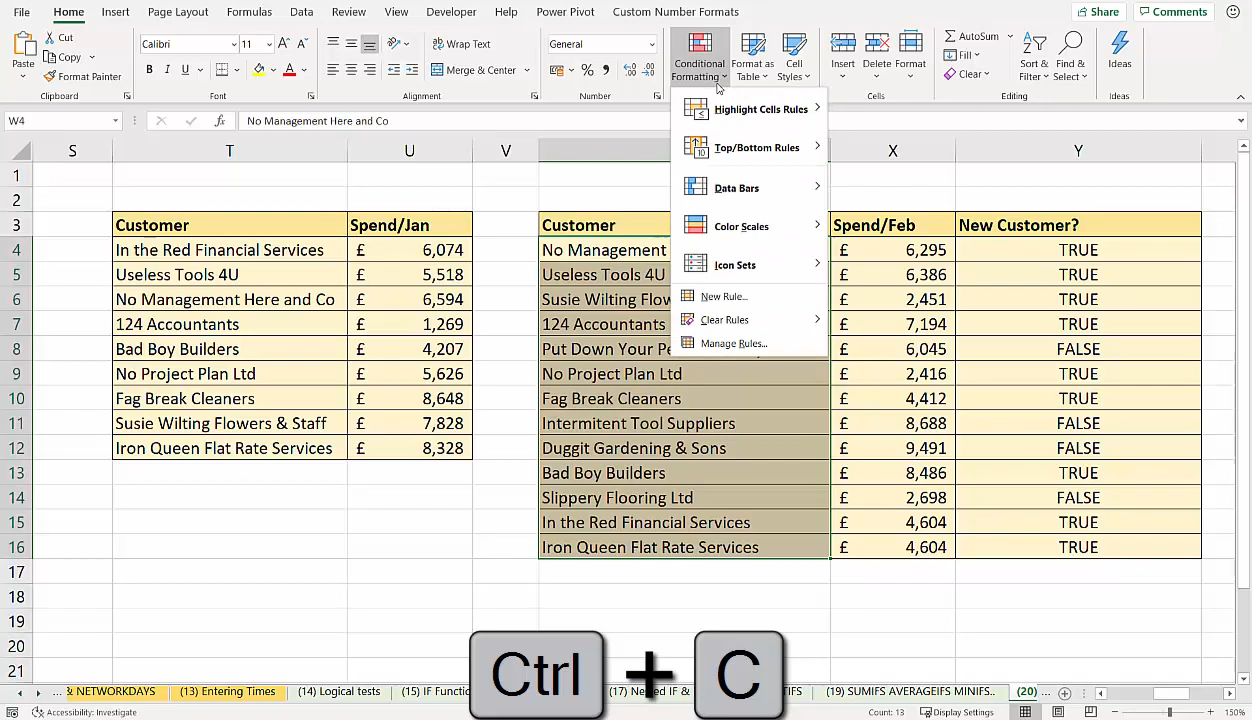 File Home Insert Page Layout Formulas Data Review View Developer Help Power Pivot Custom Number Formats Share Comments
Paste Cut Copy Format Painter
Calibri 11 B I U
Wrap Text Merge & Center
General % 9 .00
Conditional Formatting Format as Table Cell Styles Insert Delete Format
AutoSum Fill Clear Sort & Filter Find & Select Ideas
Clipboard Font Alignment Number Cells Editing Ideas
W4 fx No Management Here and Co
Highlight Cells Rules
Top/Bottom Rules
Data Bars
Color Scales
Icon Sets
New Rule...
Clear Rules
Manage Rules...
S T U V X Y
1
2
3 Customer Spend/Jan Customer Spend/Feb New Customer?
4 In the Red Financial Services £ 6,074 No Management £ 6,295 TRUE
5 Useless Tools 4U £ 5,518 Useless Tools 4U £ 6,386 TRUE
6 No Management Here and Co £ 6,594 Susie Wilting Flow £ 2,451 TRUE
7 124 Accountants £ 1,269 124 Accountants £ 7,194 TRUE
8 Bad Boy Builders £ 4,207 Put Down Your Pe £ 6,045 FALSE
9 No Project Plan Ltd £ 5,626 No Project Plan Ltd £ 2,416 TRUE
10 Fag Break Cleaners £ 8,648 Fag Break Cleaners £ 4,412 TRUE
11 Susie Wilting Flowers & Staff £ 7,828 Intermitent Tool Suppliers £ 8,688 FALSE
12 Iron Queen Flat Rate Services £ 8,328 Duggit Gardening & Sons £ 9,491 FALSE
13 Bad Boy Builders £ 8,486 TRUE
14 Slippery Flooring Ltd £ 2,698 FALSE
15 In the Red Financial Services £ 4,604 TRUE
16 Iron Queen Flat Rate Services £ 4,604 TRUE
17
18
19
20
21
Ctrl + C
... & NETWORKDAYS (13) Entering Times (14) Logical tests (15) IF Functio (17) Nested IF & IFS (19) SUMIFS AVERAGEIFS MINIFS.. (20) ...
Accessibility: Investigate Count: 13 Display Settings 150%